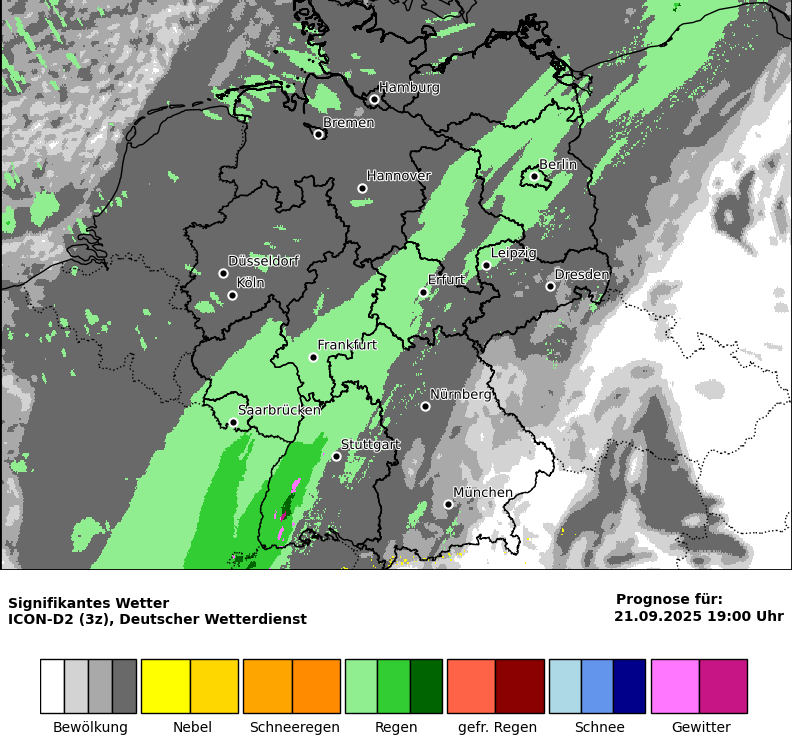 Hamburg
Bremen
Hannover
Berlin
Düsseldorf
Köln
Leipzig
Erfurt
Dresden
Frankfurt
Nürnberg
Saarbrücken
Stuttgart
München
Signifikantes Wetter
ICON-D2 (3z), Deutscher Wetterdienst
Prognose für:
21.09.2025 19:00 Uhr
Bewölkung
Nebel
Schneeregen
Regen
gefr. Regen
Schnee
Gewitter